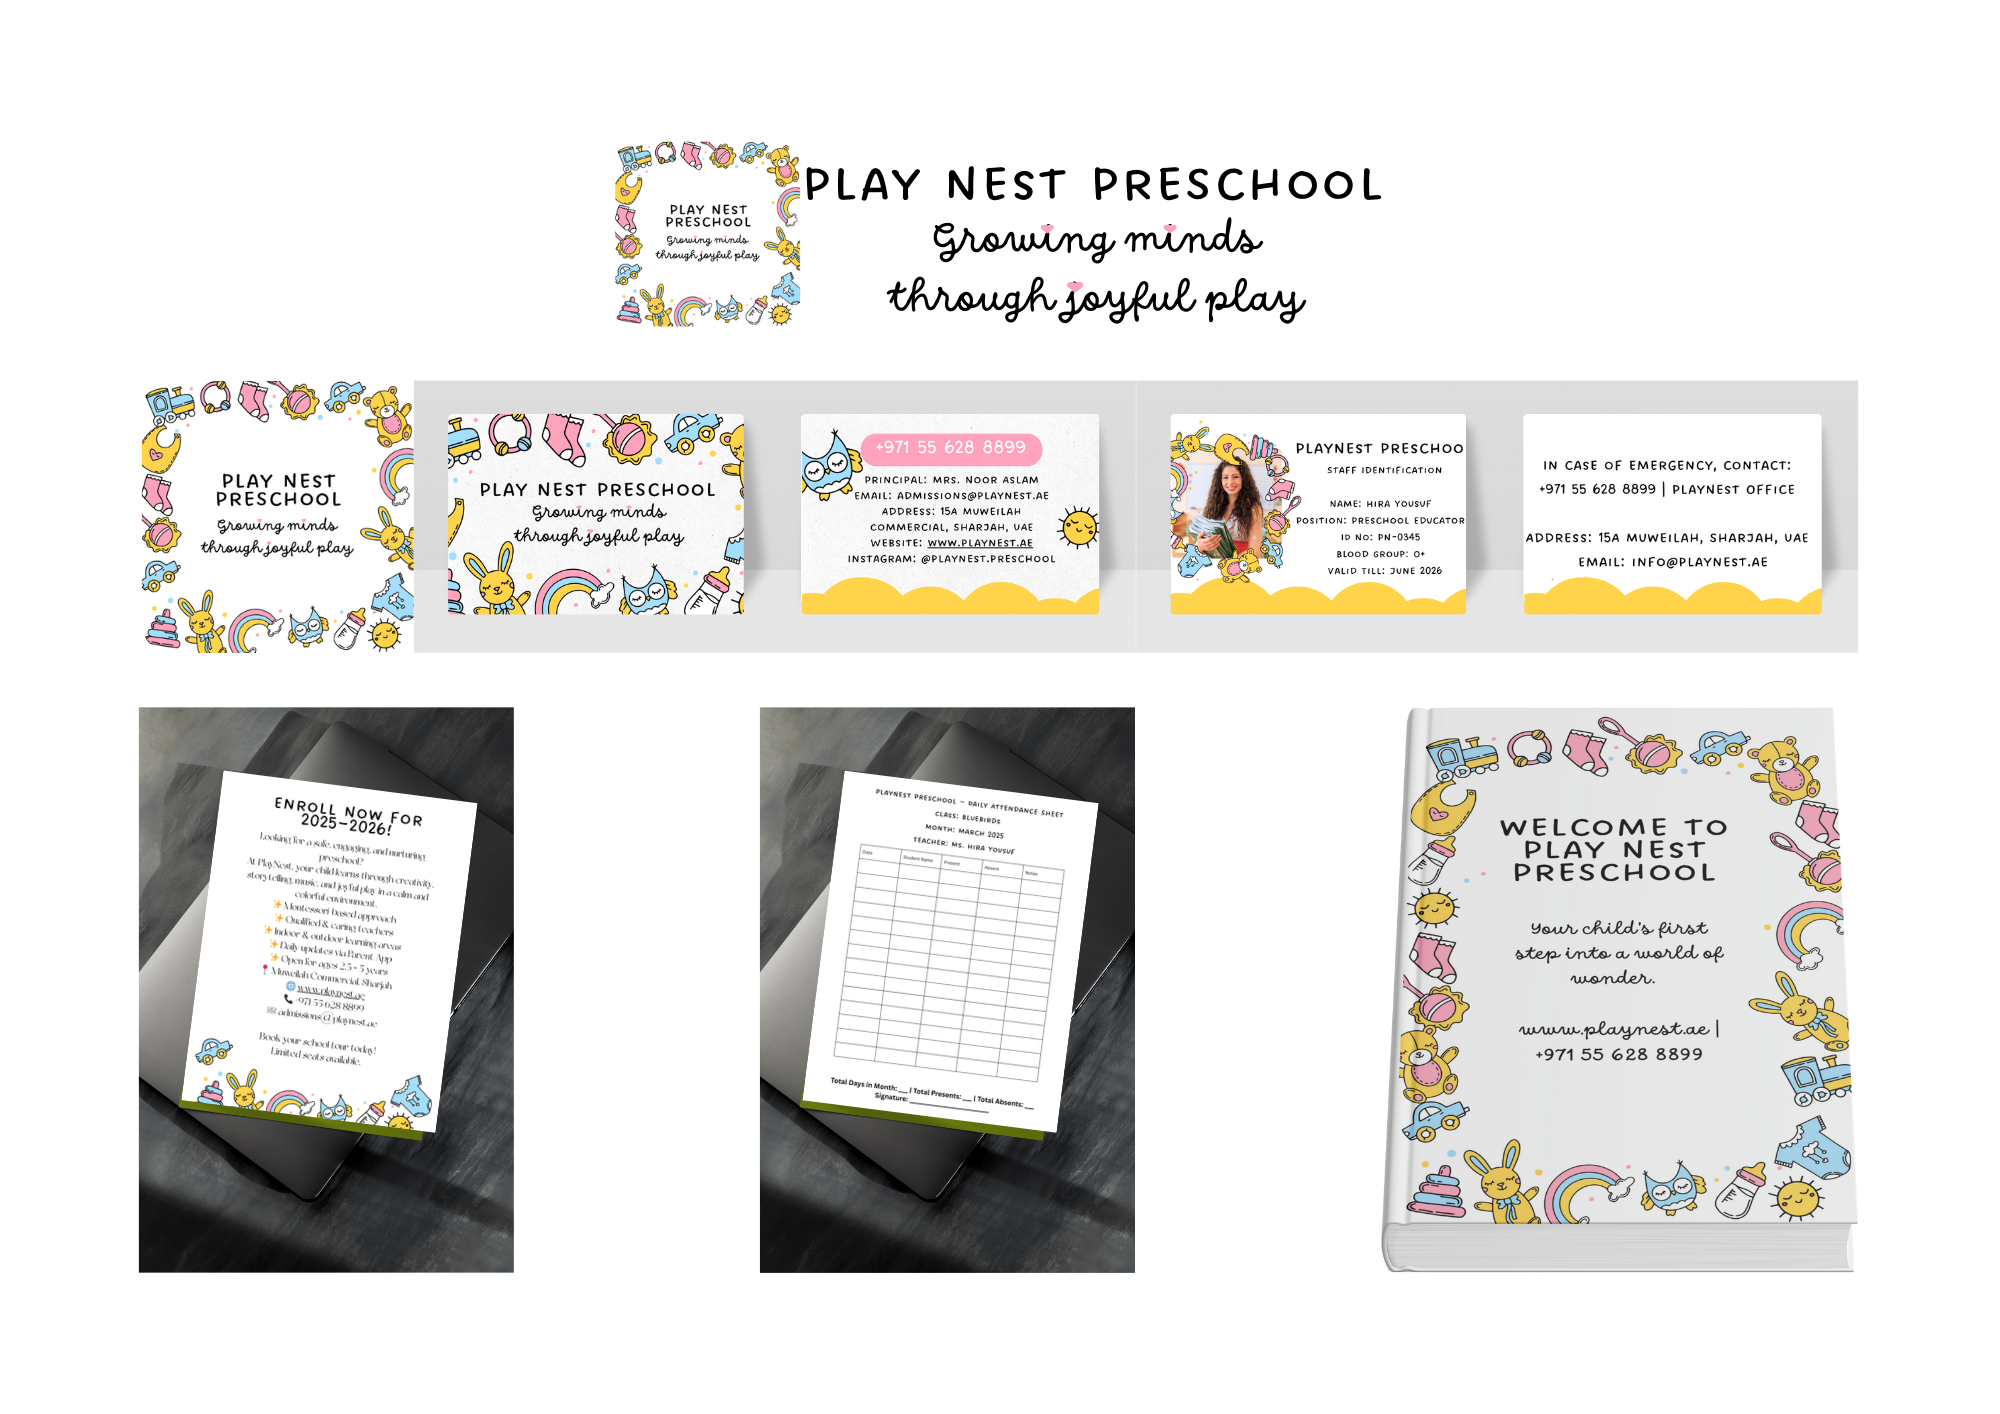 PLAY NEST
PRESCHOOL
Growing minds
through joyful play
PLAY NEST PRESCHOOL
Growing minds
through joyful play
PLAY NEST
PRESCHOOL
Growing minds
through joyful play
PLAY NEST PRESCHOOL
Growing minds
through joyful play
+971 55 628 8899
PRINCIPAL: MRS. NOOR ASLAM
EMAIL: ADMISSIONS@PLAYNEST.AE
ADDRESS: 15A MUWEILAH
COMMERCIAL, SHARJAH, UAE
WEBSITE: WWW.PLAYNEST.AE
INSTAGRAM: @PLAYNEST.PRESCHOOL
PLAYNEST PRESCHOO
STAFF IDENTIFICATION
NAME: HIRA YOUSUF
POSITION: PRESCHOOL EDUCATOR
ID NO: PN-0345
BLOOD GROUP: O+
VALID TILL: JUNE 2026
IN CASE OF EMERGENCY, CONTACT:
+971 55 628 8899 | PLAYNEST OFFICE
ADDRESS: 15A MUWEILAH, SHARJAH, UAE
EMAIL: INFO@PLAYNEST.AE
ENROLL NOW FOR
2025-2026!
Looking for a safe, engaging, and nurturing
preschool?
At PlayNest, your child learns through creativity,
storytelling, music, and joyful play in a calm and
colorful environment.
✨ Montessori-based approach
✨ Qualified & caring teachers
✨ Indoor & outdoor learning areas
✨ Daily updates via Parent App
✨ Open for ages 2.5 - 5 years
📍 Muweilah Commercial, Sharjah
🌐 www.playnest.ae
📞 +971 55 628 8899
📧 admissions@playnest.ae
Book your school tour today!
Limited seats available.
PLAYNEST PRESCHOOL – DAILY ATTENDANCE SHEET
CLASS: BLUEBIRDS
MONTH: MARCH 2025
TEACHER: MS. HIRA YOUSUF
Date Student Name Present Absent Notes
Total Days in Month: __ | Total Presents: __ | Total Absents: __
Signature: ____________________
WELCOME TO
PLAY NEST
PRESCHOOL
Your child's first
step into a world of
wonder.
www.playnest.ae |
+971 55 628 8899